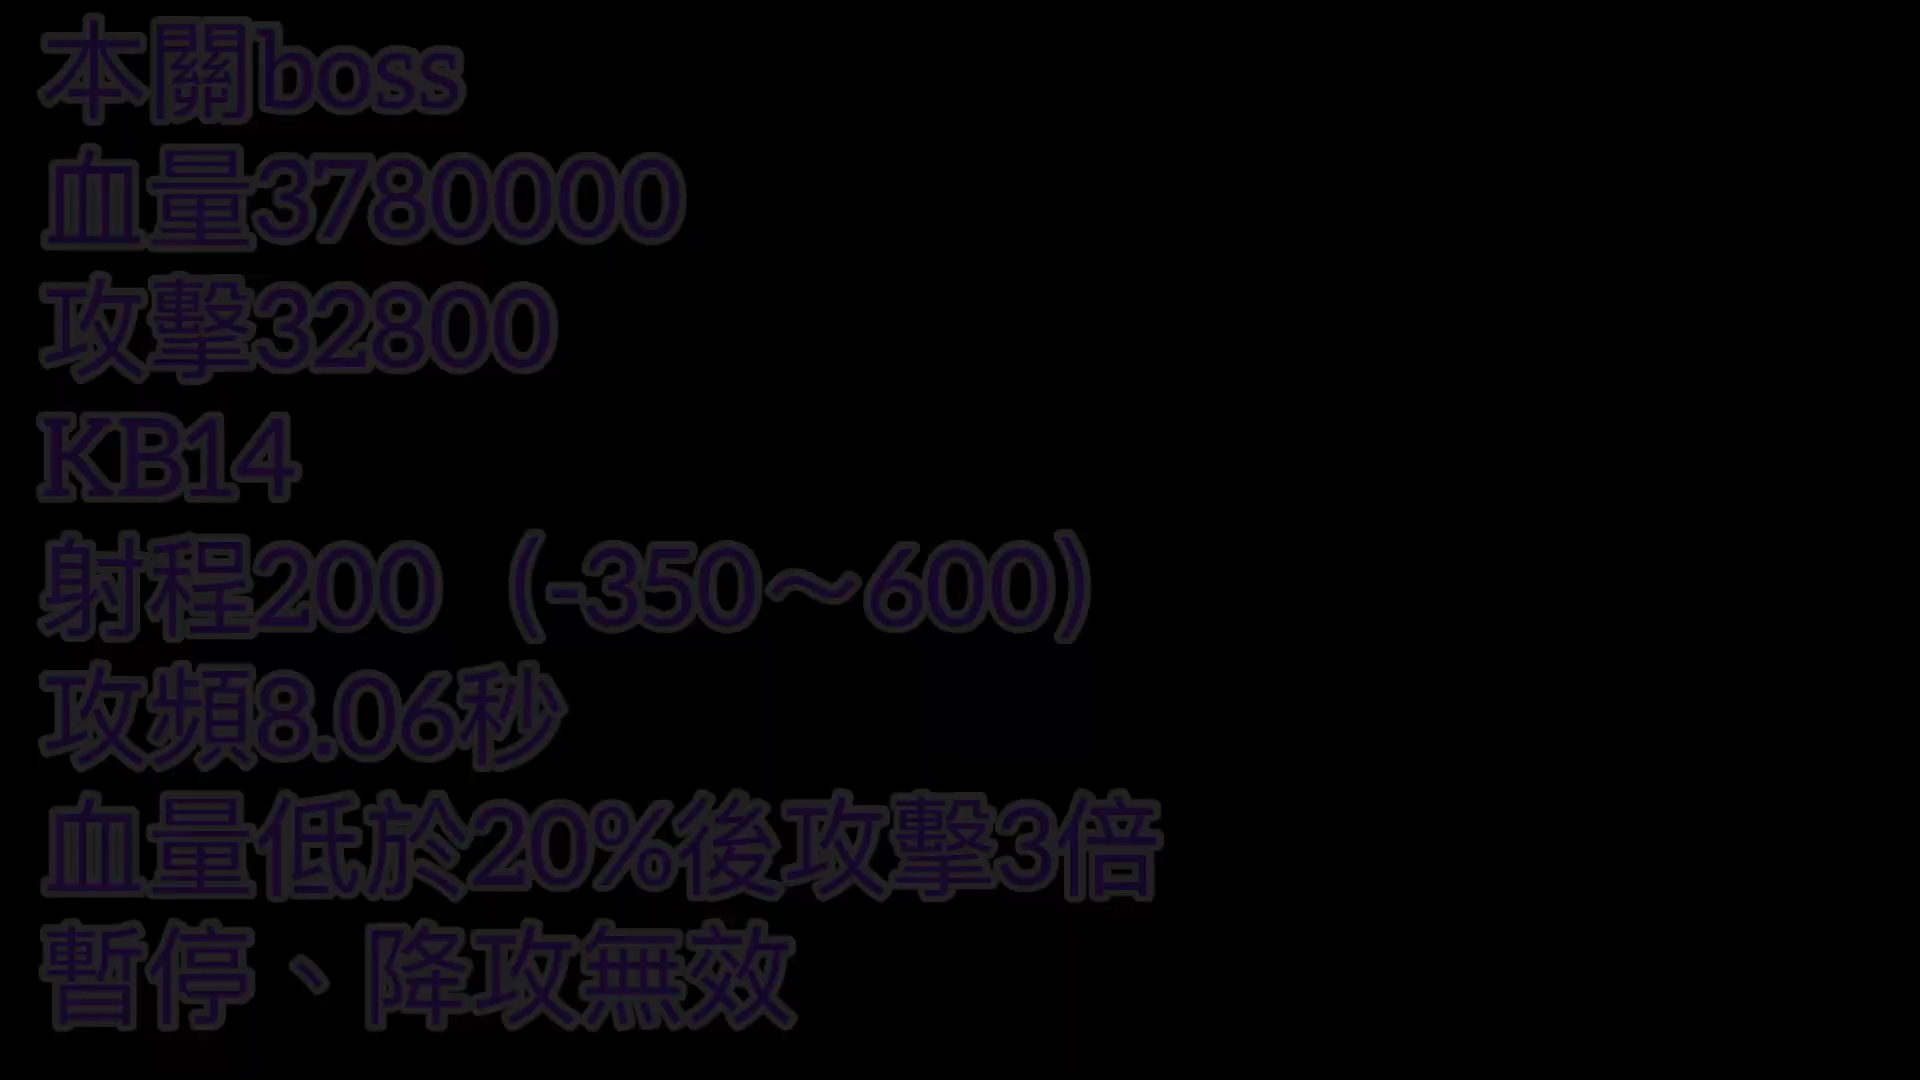 本關boss
血量3780000
攻擊32800
KB14
射程200（-350～600）
攻頻8.06秒
血量低於20%後攻擊3倍
暫停、降攻無效